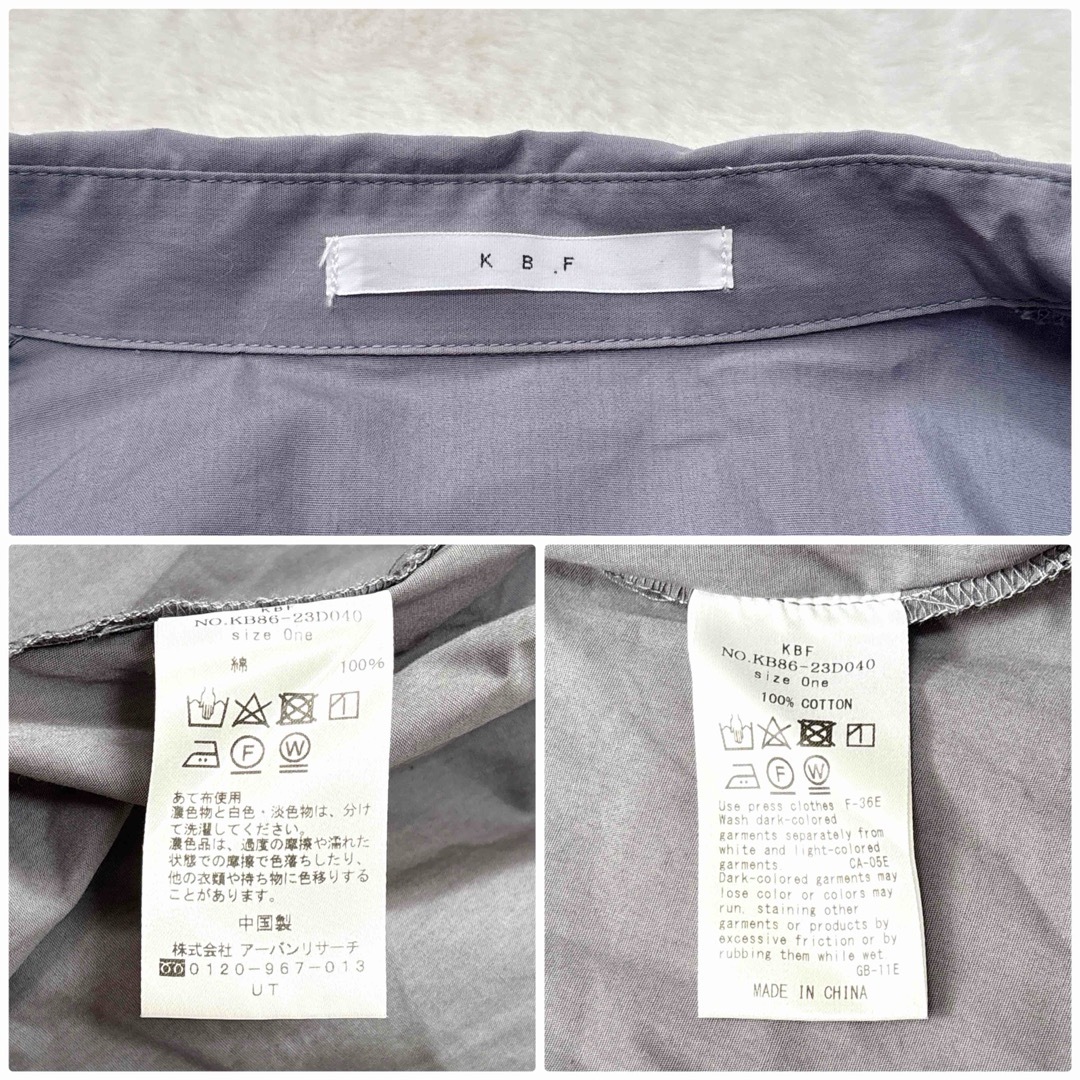 K B F
KBF
NO.KB86-23D040
size One
綿 100%
F W
あて布使用
濃色物と白色・淡色物は、分け
て洗濯してください。
濃色品は、過度の摩擦や濡れた
状態での摩擦で色落ちしたり、
他の衣類や持ち物に色移りする
ことがあります。
中国製
株式会社 アーバンリサーチ
0120-967-013
UT
KBF
NO.KB86-23D040
size One
100% COTTON
F W
Use press clothes F-36E
Wash dark-colored
garments separately from
white and light-colored
garments CA-05E
Dark-colored garments may
lose color or colors may
run, staining other
garments or products by
excessive friction or by
rubbing them while wet
GB-11E
MADE IN CHINA